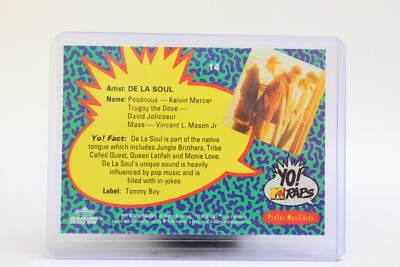 14
Artist: DE LA SOUL
Name: Posdnous — Kelvin Mercer
Trugoy the Dove —
David Jolicoeur
Mase — Vincent L. Mason Jr
Yo! Fact: De La Soul is part of the native
tongue which includes Jungle Brothers, Tribe
Called Quest, Queen Latifah and Monie Love.
De La Soul's unique sound is heavily
influenced by pop music and is
filled with in-jokes.
Label: Tommy Boy
YO!
MTV
RAPS
ProSet MusiCards